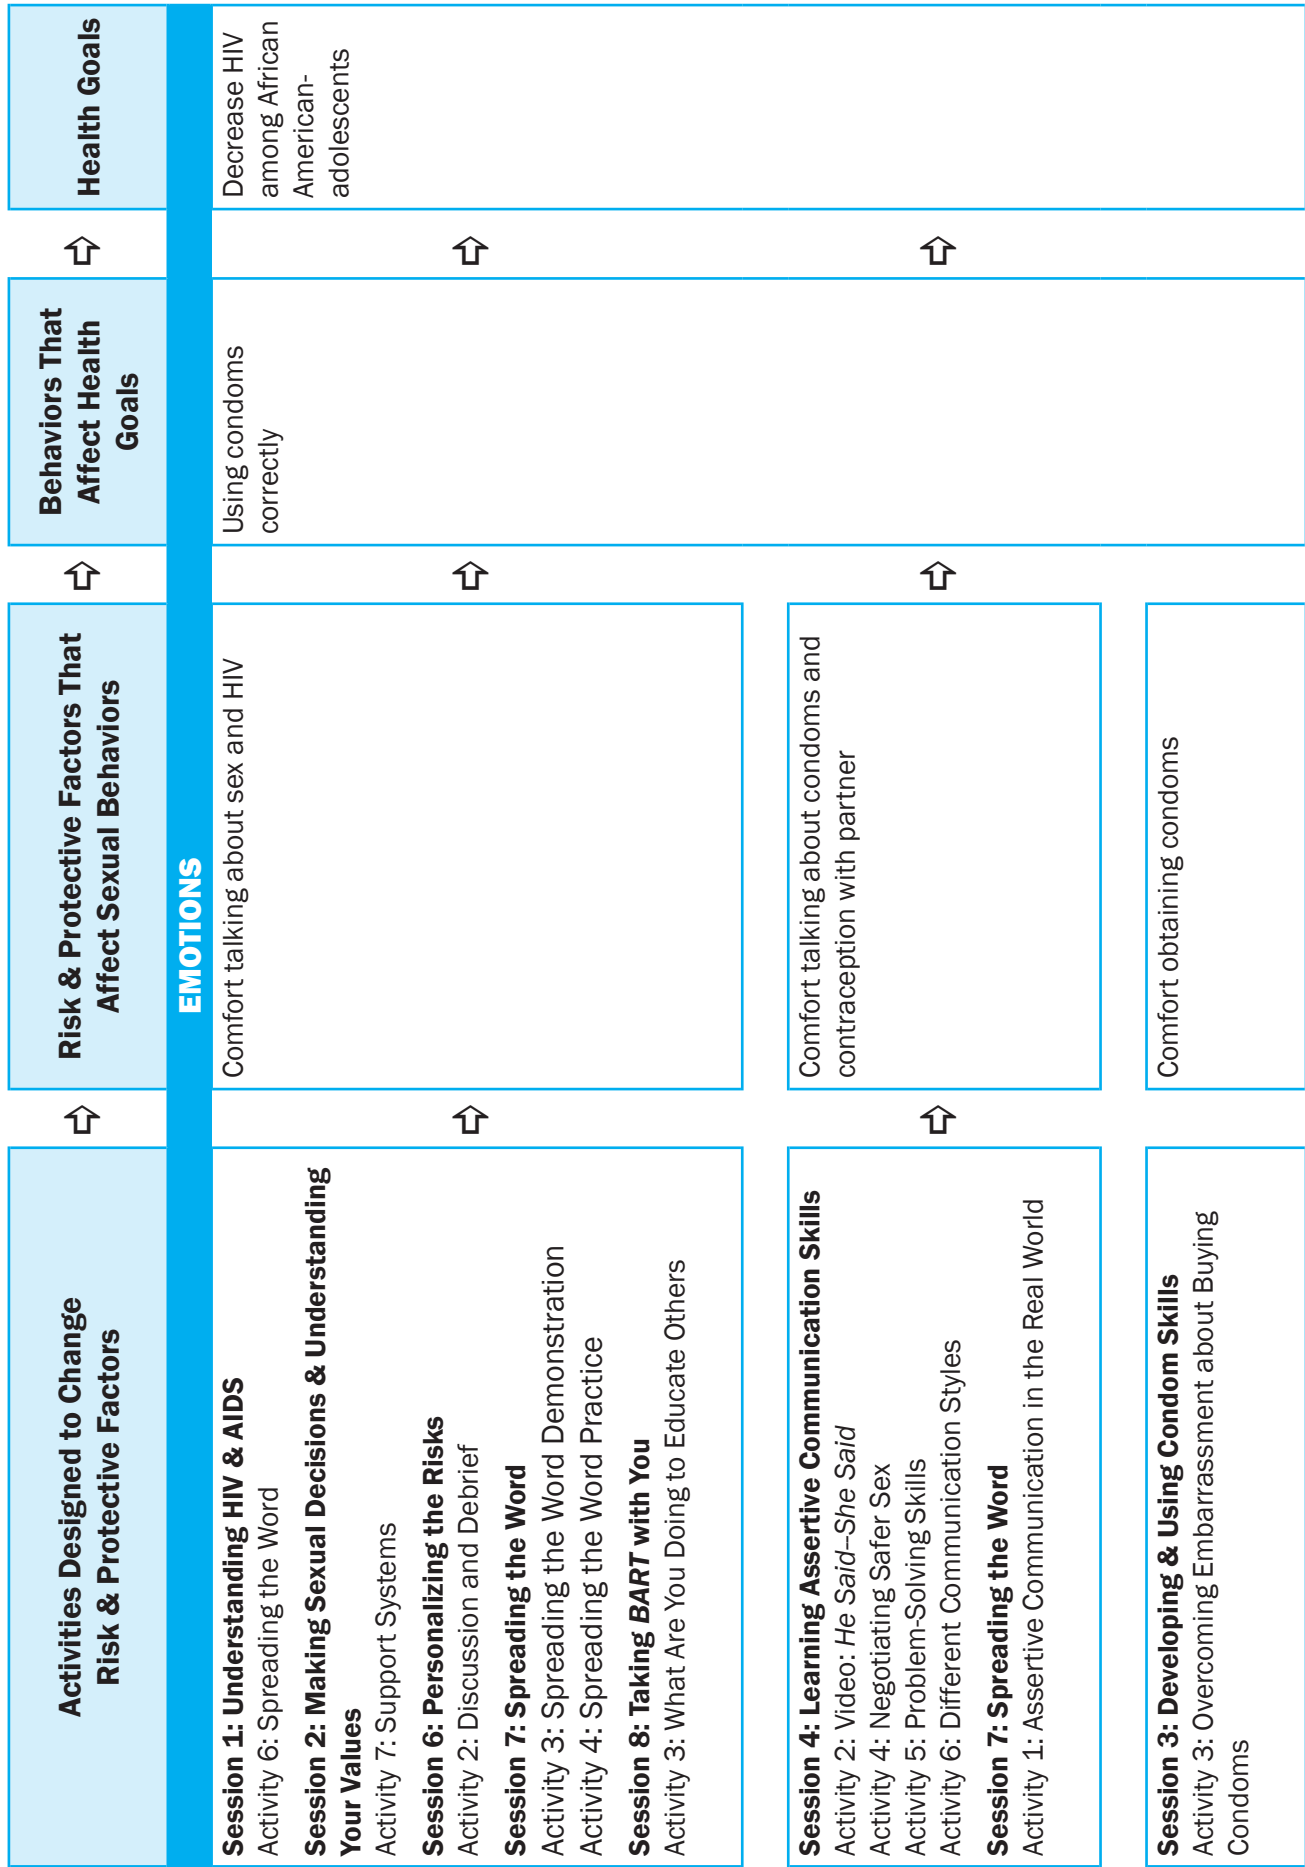 Activities Designed to Change
Risk & Protective Factors
⇨
Risk & Protective Factors That
Affect Sexual Behaviors
⇨
Behaviors That
Affect Health
Goals
⇨
Health Goals
EMOTIONS
Session 1: Understanding HIV & AIDS
Activity 6: Spreading the Word
Session 2: Making Sexual Decisions & Understanding
Your Values
Activity 7: Support Systems
Session 6: Personalizing the Risks
Activity 2: Discussion and Debrief
Session 7: Spreading the Word
Activity 3: Spreading the Word Demonstration
Activity 4: Spreading the Word Practice
Session 8: Taking BART with You
Activity 3: What Are You Doing to Educate Others
⇨
Comfort talking about sex and HIV
⇨
Using condoms
correctly
⇨
Decrease HIV
among African
American-
adolescents
Session 4: Learning Assertive Communication Skills
Activity 2: Video: He Said–She Said
Activity 4: Negotiating Safer Sex
Activity 5: Problem-Solving Skills
Activity 6: Different Communication Styles
Session 7: Spreading the Word
Activity 1: Assertive Communication in the Real World
⇨
Comfort talking about condoms and
contraception with partner
⇨
⇨
Session 3: Developing & Using Condom Skills
Activity 3: Overcoming Embarrassment about Buying
Condoms
Comfort obtaining condoms